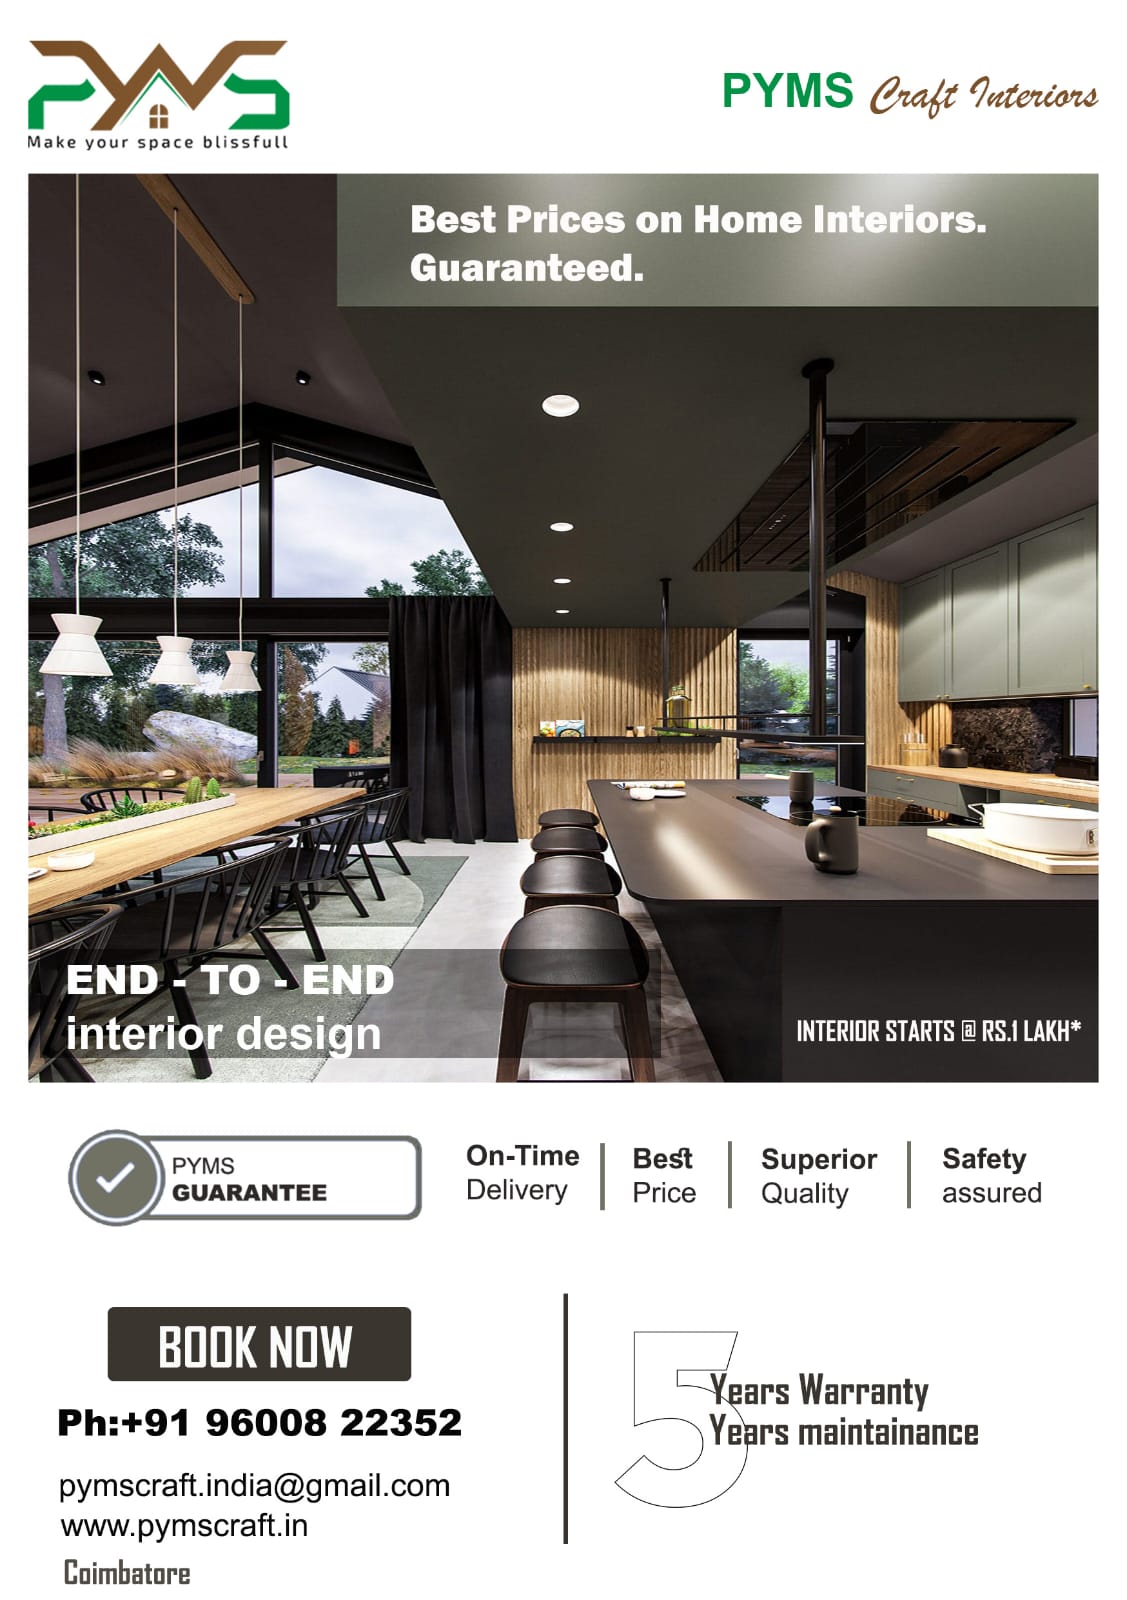 PYMS
Make your space blissfull
PYMS Craft Interiors
Best Prices on Home Interiors.
Guaranteed.
END - TO - END
interior design
INTERIOR STARTS @ RS.1 LAKH*
PYMS
GUARANTEE
On-Time
Delivery
Best
Price
Superior
Quality
Safety
assured
BOOK NOW
Ph:+91 96008 22352
pymscraft.india@gmail.com
www.pymscraft.in
Coimbatore
5
Years Warranty
Years maintainance